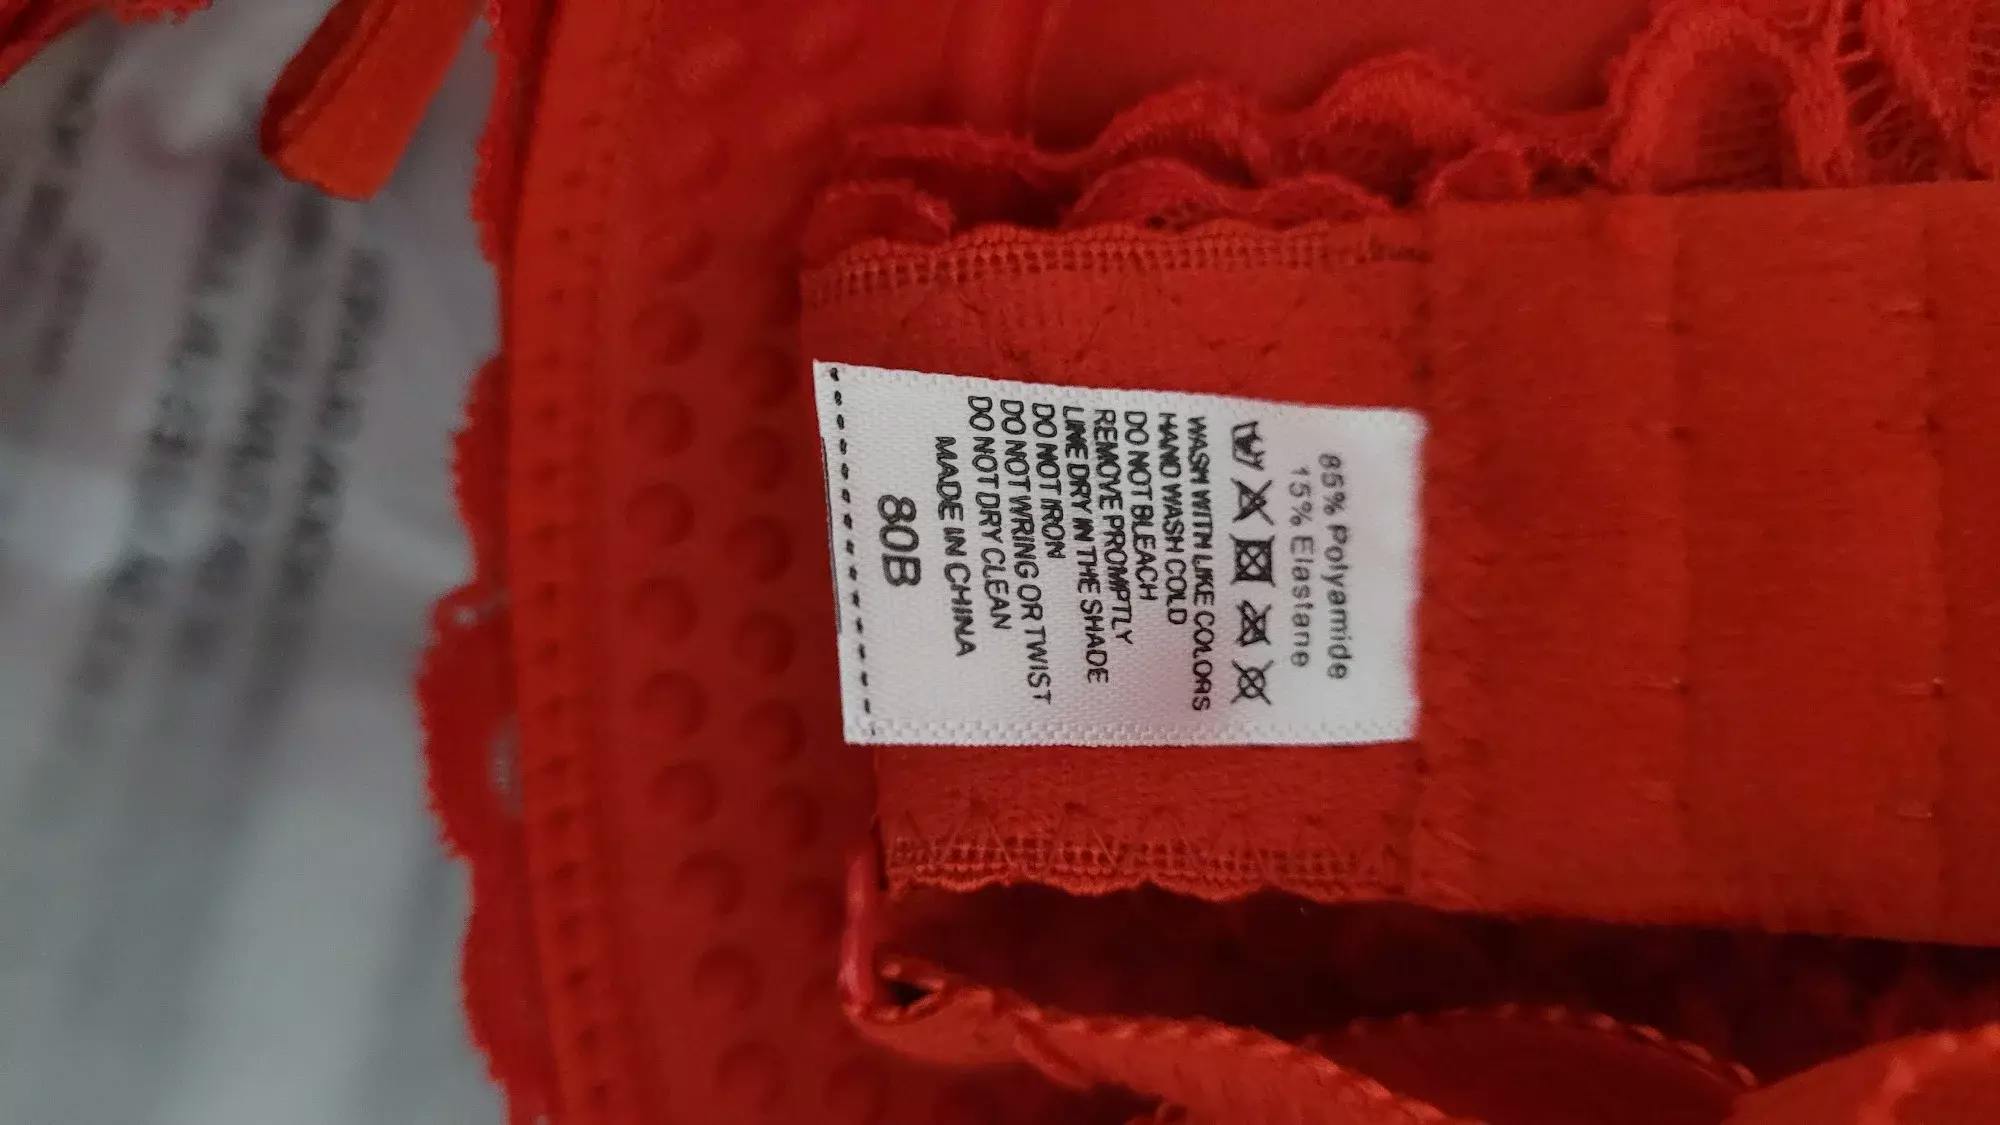 85% Polyamide
15% Elastane
WASH WITH LIKE COLORS
HAND WASH COLD
DO NOT BLEACH
REMOVE PROMPTLY
LINE DRY IN THE SHADE
DO NOT IRON
DO NOT WRING OR TWIST
DO NOT DRY CLEAN
MADE IN CHINA
80B